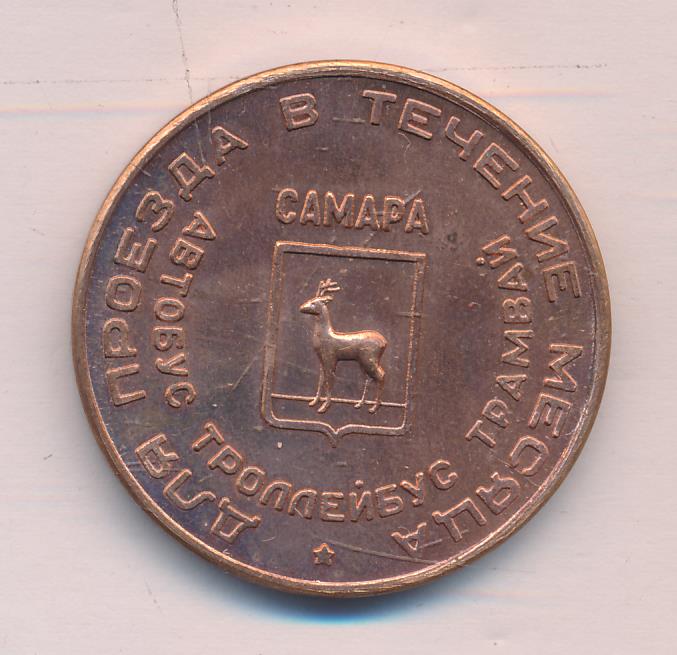 ДЛЯ ПРОЕЗДА В ТЕЧЕНИЕ МЕСЯЦА
АВТОБУС ТРОЛЛЕЙБУС ТРАМВАЙ
САМАРА